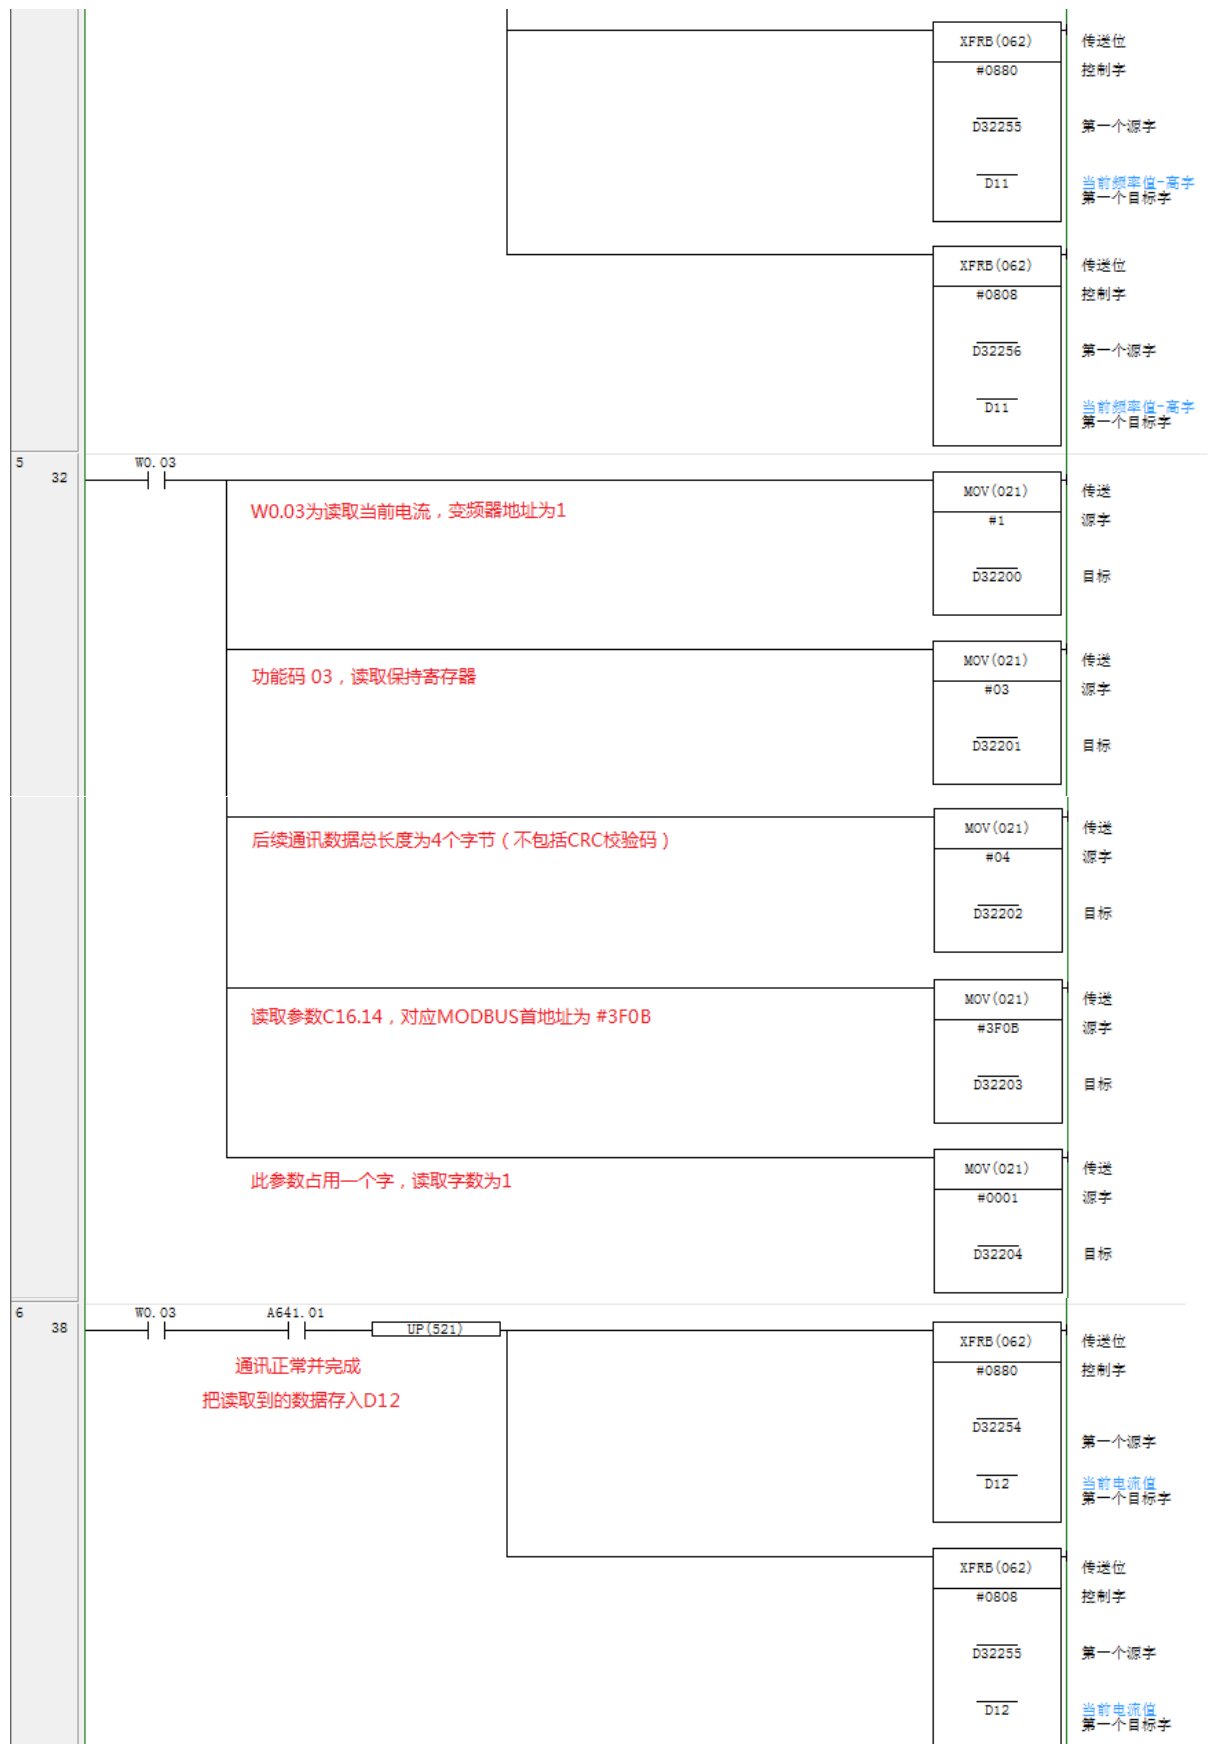 XFRB(062) 传送位
#0880 控制字
D32255 第一个源字
当前频率值-高字
D11 第一个目标字
XFRB(062) 传送位
#0808 控制字
D32256 第一个源字
当前频率值-高字
D11 第一个目标字
5 32
W0.03
W0.03为读取当前电流，变频器地址为1
MOV(021) 传送
#1 源字
D32200 目标
功能码 03，读取保持寄存器
MOV(021) 传送
#03 源字
D32201 目标
后续通讯数据总长度为4个字节（不包括CRC校验码）
MOV(021) 传送
#04 源字
D32202 目标
读取参数C16.14，对应MODBUS首地址为 #3F0B
MOV(021) 传送
#3F0B 源字
D32203 目标
此参数占用一个字，读取字数为1
MOV(021) 传送
#0001 源字
D32204 目标
6 38
W0.03 A641.01
UP(521)
通讯正常并完成
把读取到的数据存入D12
XFRB(062) 传送位
#0880 控制字
D32254 第一个源字
当前电流值
D12 第一个目标字
XFRB(062) 传送位
#0808 控制字
D32255 第一个源字
当前电流值
D12 第一个目标字